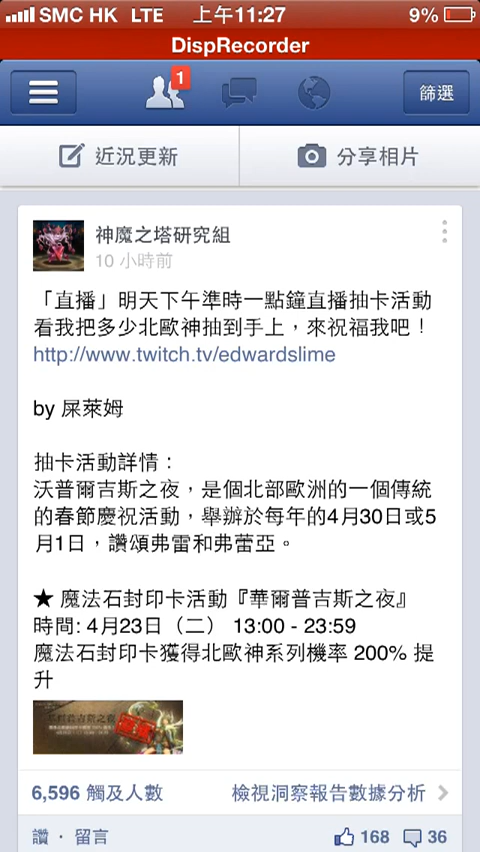 SMC HK LTE 上午11:27 9%
DispRecorder
1
篩選
近況更新 分享相片
神魔之塔研究組
10 小時前
「直播」明天下午準時一點鐘直播抽卡活動
看我把多少北歐神抽到手上，來祝福我吧！
http://www.twitch.tv/edwardslime
by 屎萊姆
抽卡活動詳情：
沃普爾吉斯之夜，是個北部歐洲的一個傳統
的春節慶祝活動，舉辦於每年的4月30日或5
月1日，讚頌弗雷和弗蕾亞。
★ 魔法石封印卡活動『華爾普吉斯之夜』
時間: 4月23日（二） 13:00 - 23:59
魔法石封印卡獲得北歐神系列機率 200% 提
升
6,596 觸及人數 檢視洞察報告數據分析
讚 · 留言 168 36